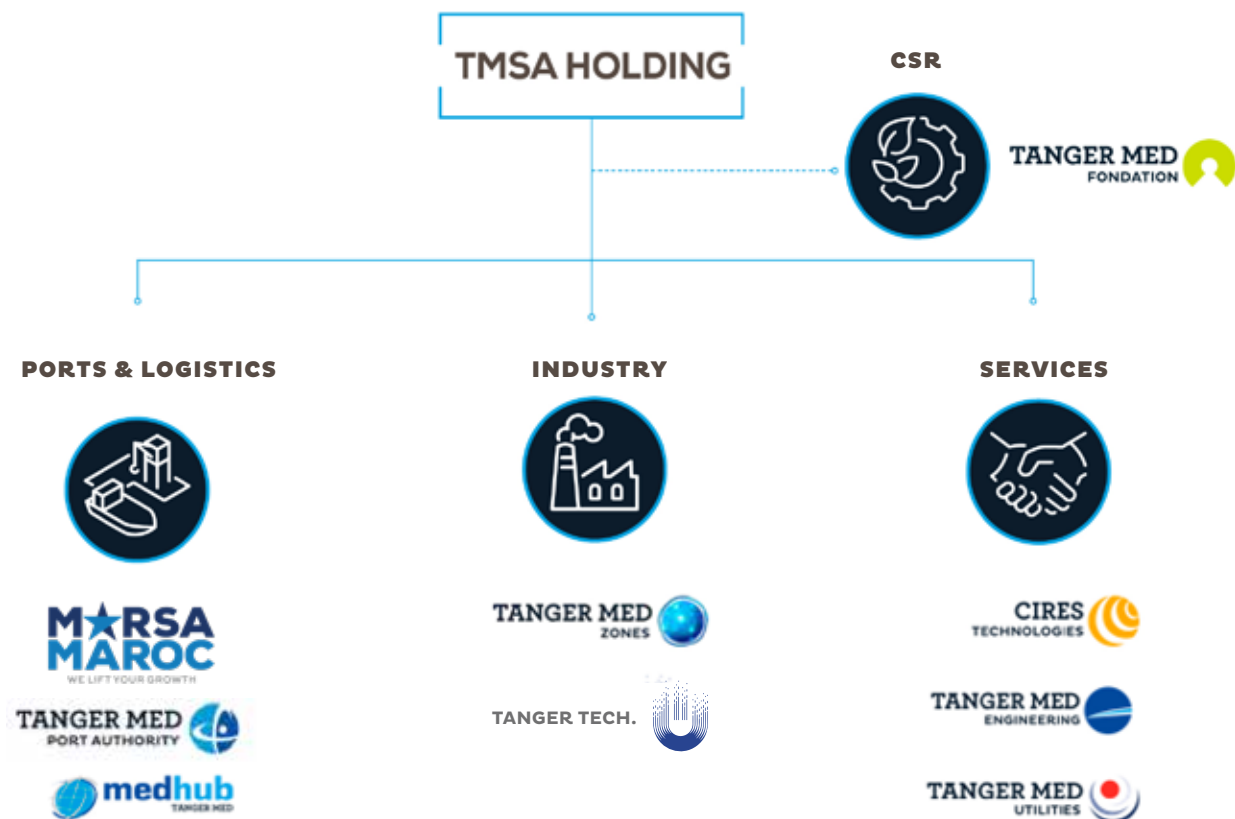 TMSA HOLDING
CSR
TANGER MED
FONDATION
PORTS & LOGISTICS
INDUSTRY
SERVICES
MARSA
MAROC
WE LIFT YOUR GROWTH
TANGER MED
PORT AUTHORITY
medhub
TANGER MED
TANGER MED
ZONES
TANGER TECH.
CIRES
TECHNOLOGIES
TANGER MED
ENGINEERING
TANGER MED
UTILITIES